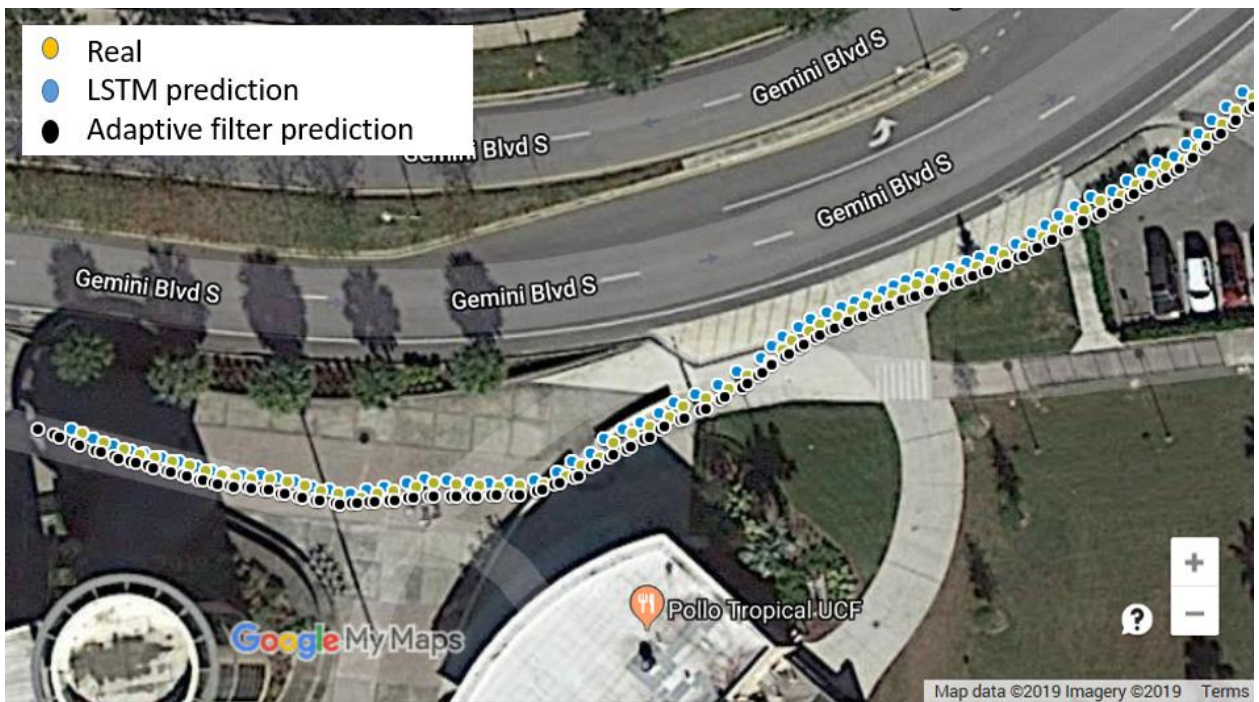 Real
LSTM prediction
Adaptive filter prediction
Gemini Blvd S
Gemini Blvd S
Gemini Blvd S
Gemini Blvd S
Gemini Blvd S
Pollo Tropical UCF
Google My Maps
+
?
−
Map data ©2019 Imagery ©2019 Terms